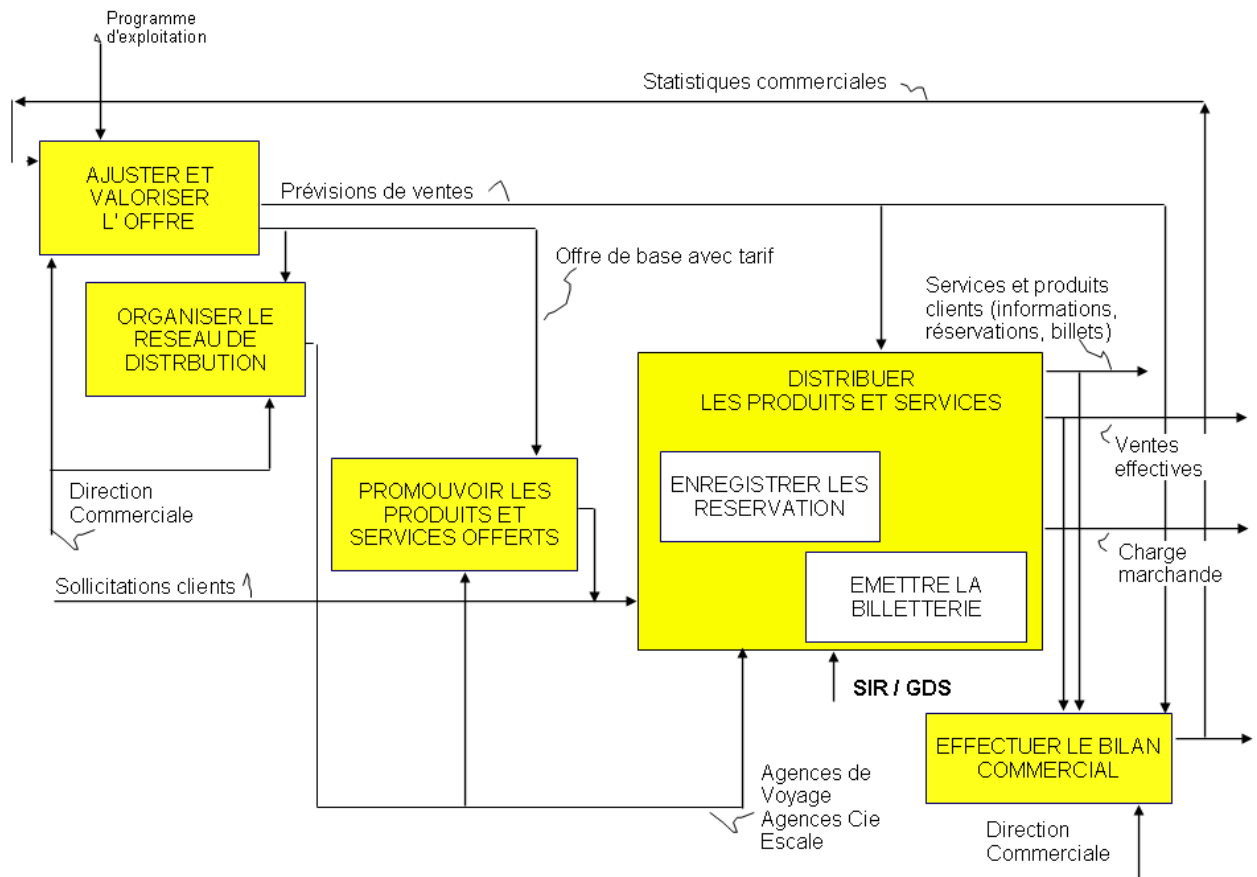 Programme
d'exploitation
Statistiques commerciales
AJUSTER ET
VALORISER
L' OFFRE
Prévisions de ventes
Offre de base avec tarif
Services et produits
clients (informations,
réservations, billets)
ORGANISER LE
RESEAU DE
DISTRBUTION
DISTRIBUER
LES PRODUITS ET SERVICES
Ventes
effectives
ENREGISTRER LES
RESERVATION
Direction
Commerciale
PROMOUVOIR LES
PRODUITS ET
SERVICES OFFERTS
Charge
marchande
Sollicitations clients
EMETTRE LA
BILLETTERIE
SIR / GDS
EFFECTUER LE BILAN
COMMERCIAL
Agences de
Voyage
Agences Cie
Escale
Direction
Commerciale